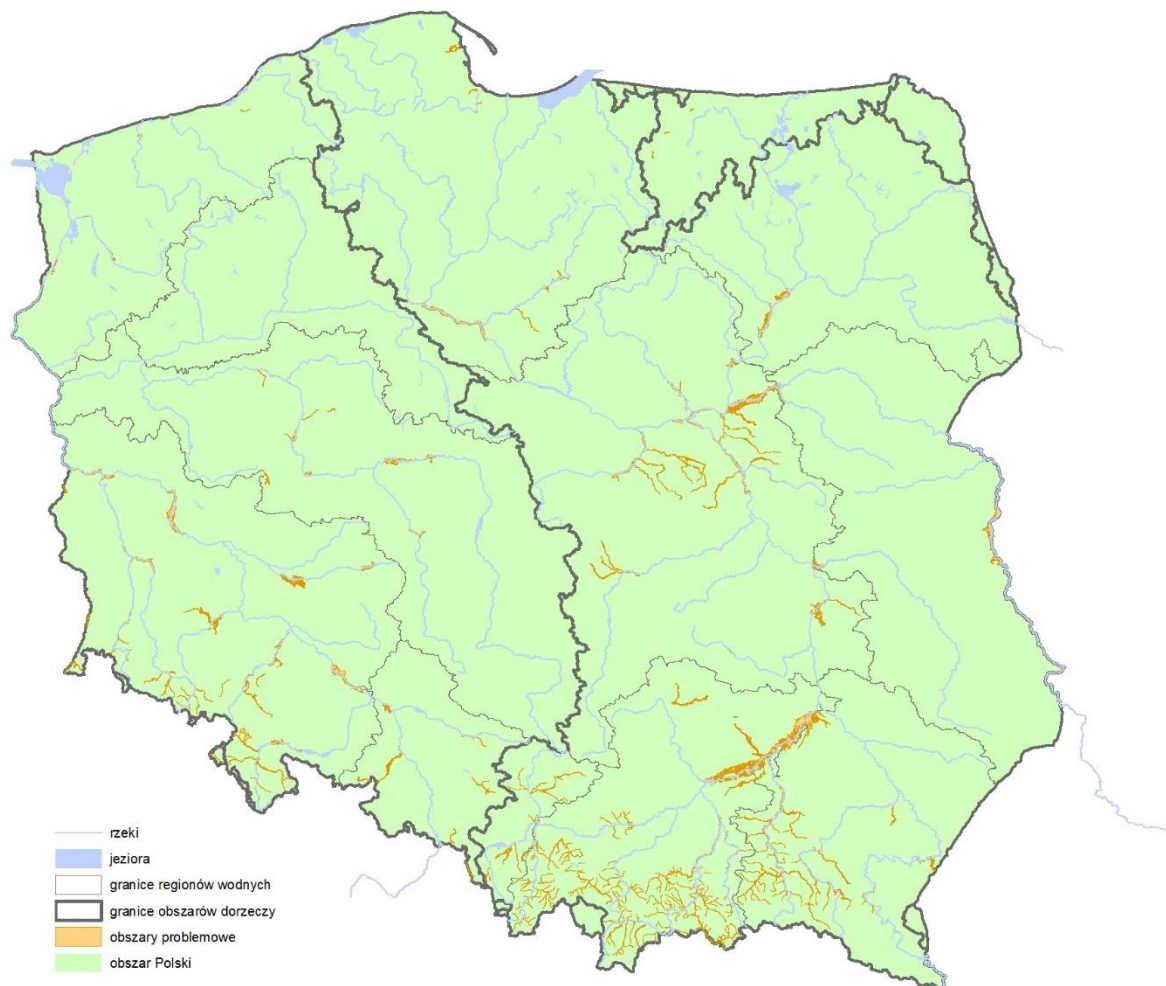 rzeki
jeziora
granice regionów wodnych
granice obszarów dorzeczy
obszary problemowe
obszar Polski